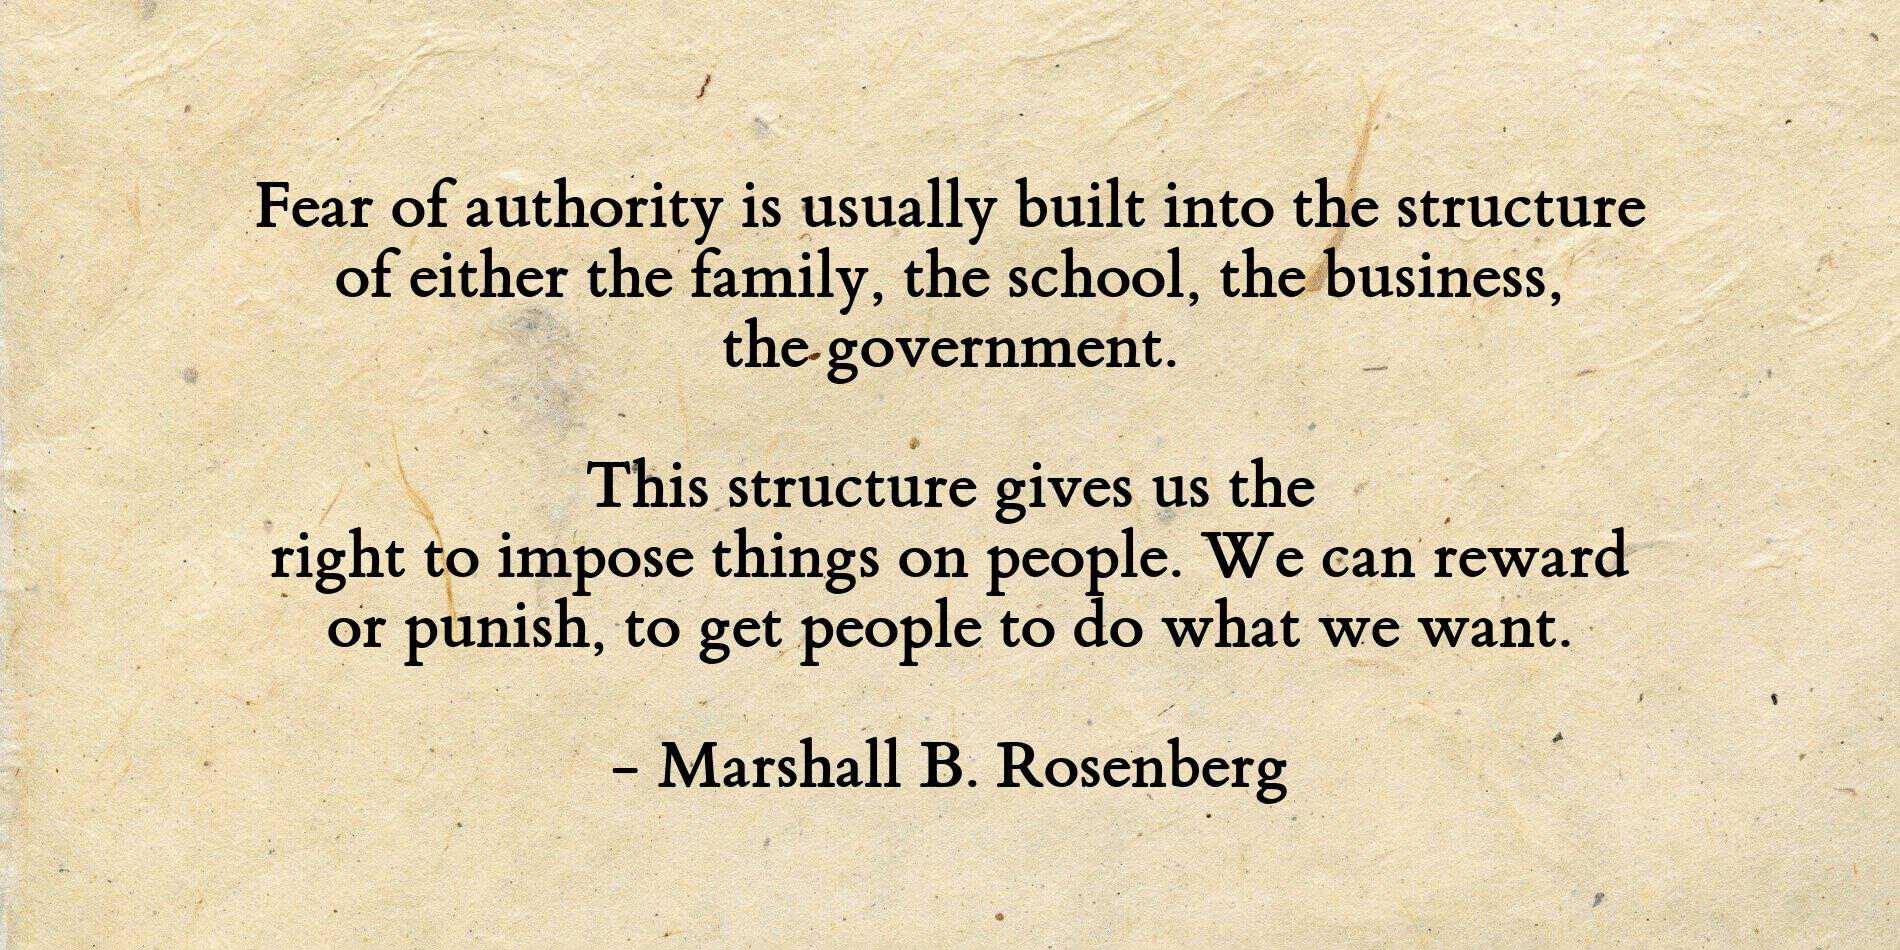 Fear of authority is usually built into the structure
of either the family, the school, the business,
the government.
This structure gives us the
right to impose things on people. We can reward
or punish, to get people to do what we want.
– Marshall B. Rosenberg